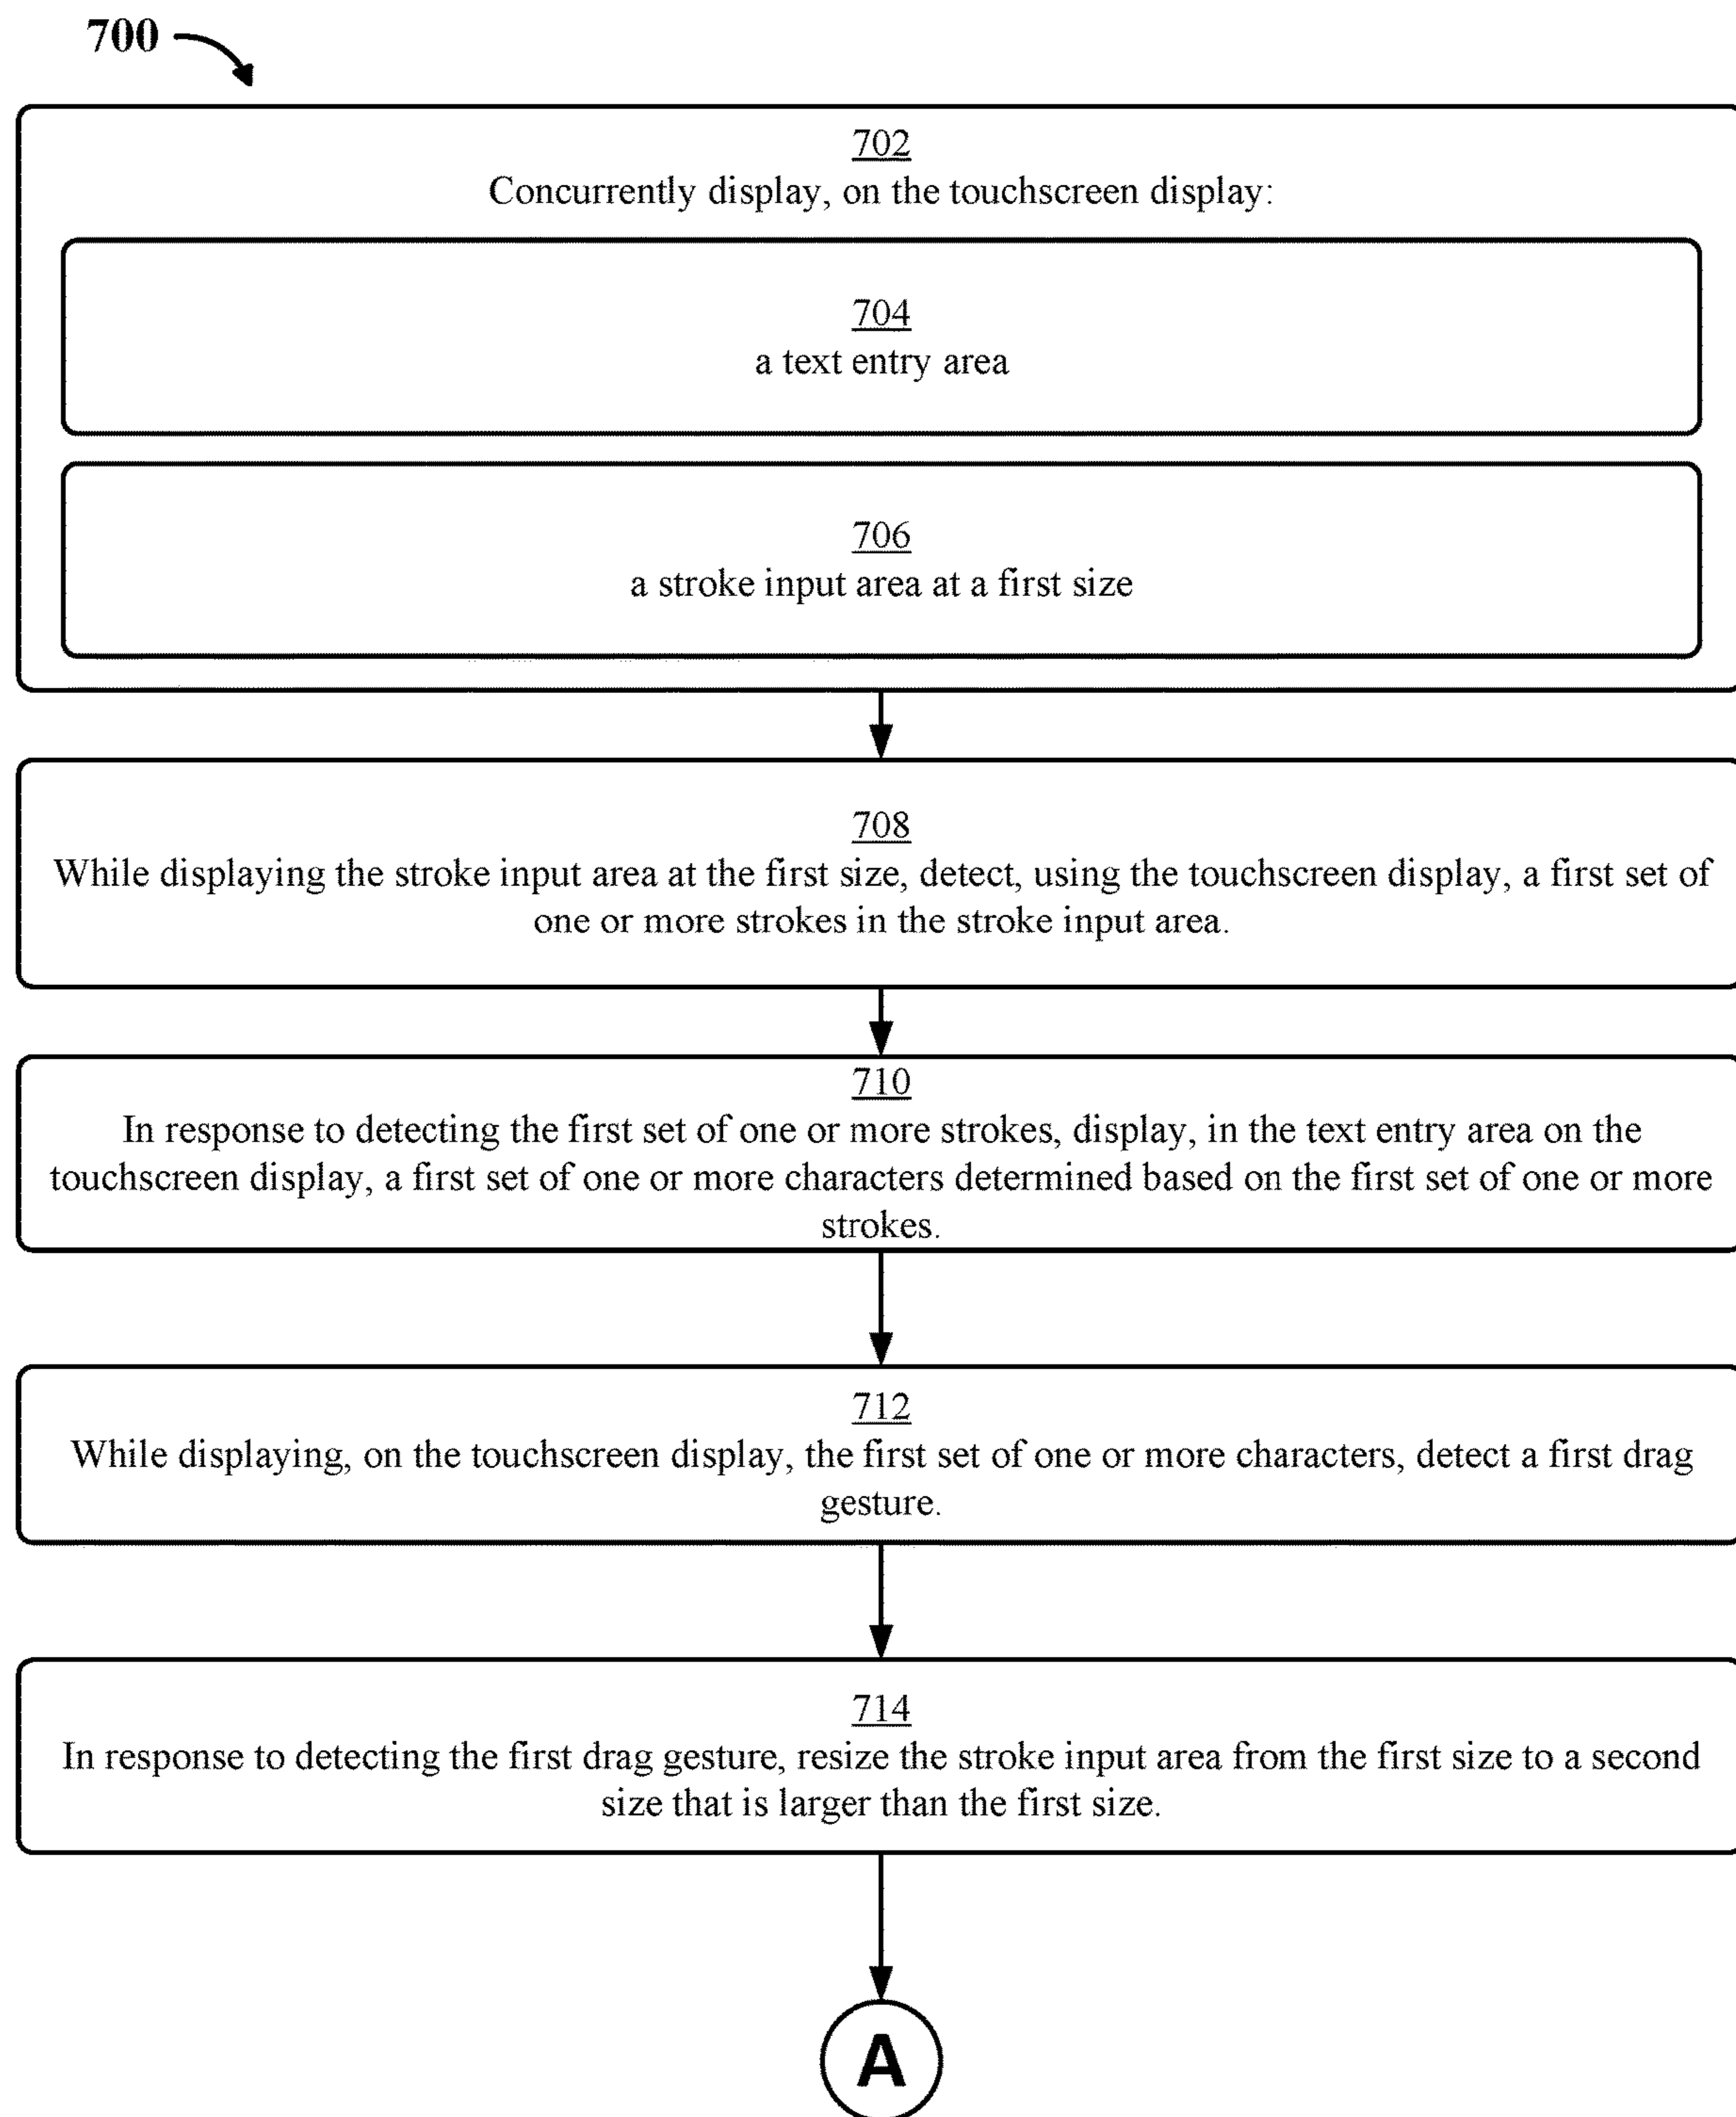 700
702
Concurrently display, on the touchscreen display:
704
a text entry area
706
a stroke input area at a first size
708
While displaying the stroke input area at the first size, detect, using the touchscreen display, a first set of
one or more strokes in the stroke input area.
710
In response to detecting the first set of one or more strokes, display, in the text entry area on the
touchscreen display, a first set of one or more characters determined based on the first set of one or more
strokes.
712
While displaying, on the touchscreen display, the first set of one or more characters, detect a first drag
gesture.
714
In response to detecting the first drag gesture, resize the stroke input area from the first size to a second
size that is larger than the first size.
A